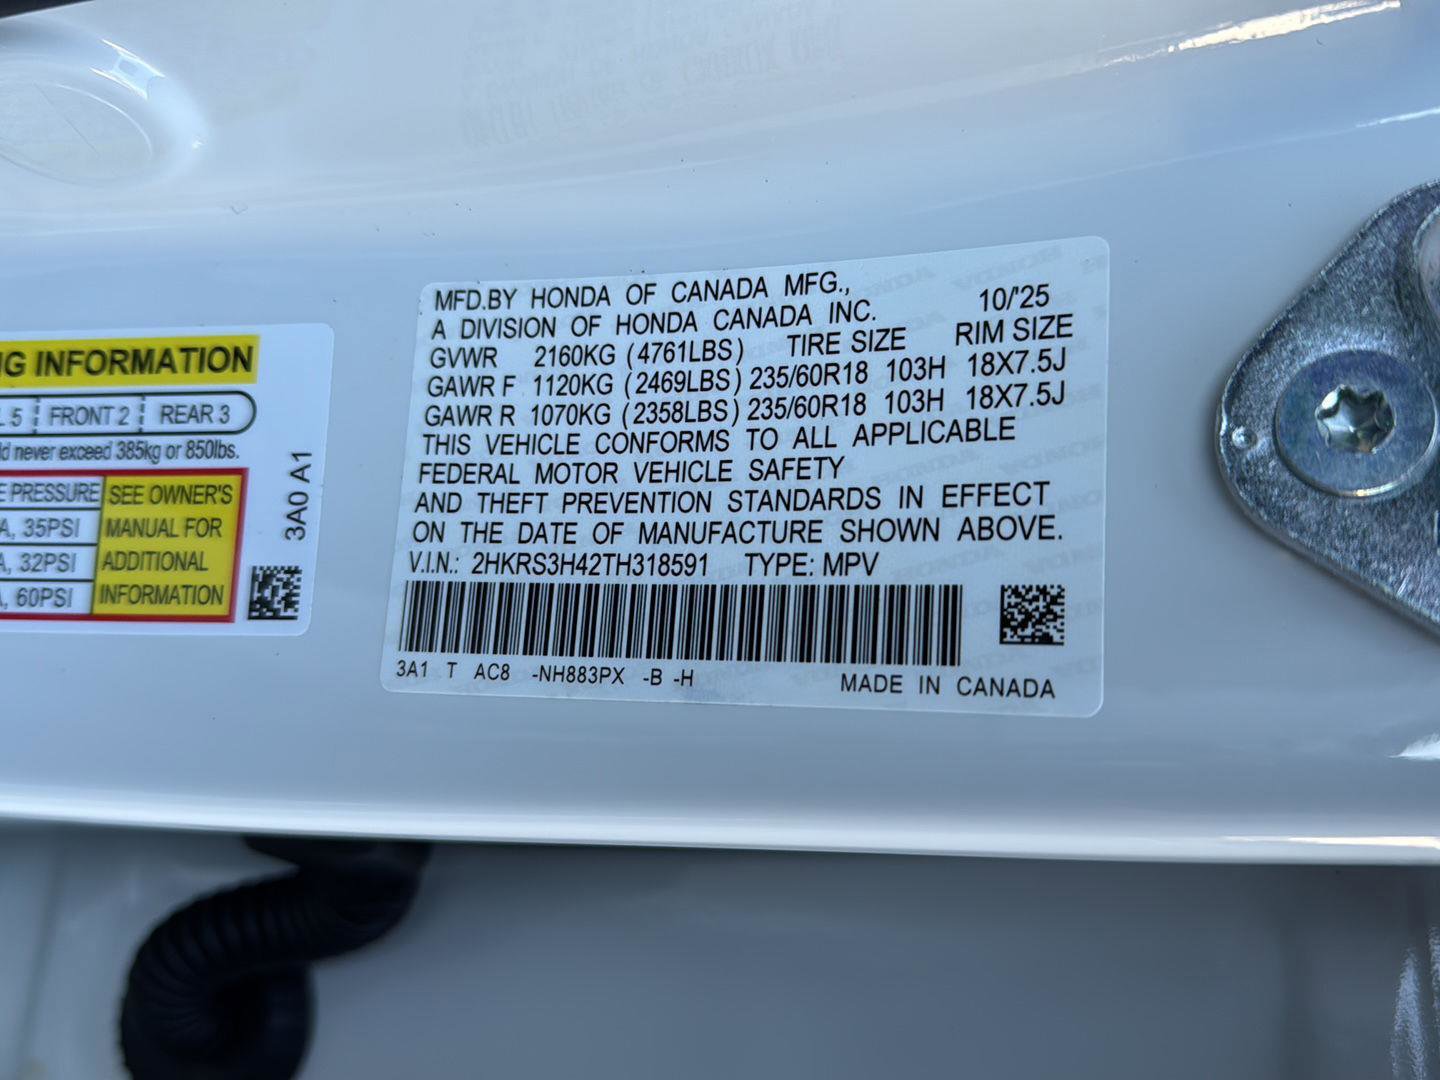 MFD.BY HONDA OF CANADA MFG.,
A DIVISION OF HONDA CANADA INC. 10/'25
GVWR 2160KG (4761LBS) TIRE SIZE RIM SIZE
GAWR F 1120KG (2469LBS) 235/60R18 103H 18X7.5J
GAWR R 1070KG (2358LBS) 235/60R18 103H 18X7.5J
THIS VEHICLE CONFORMS TO ALL APPLICABLE
FEDERAL MOTOR VEHICLE SAFETY
AND THEFT PREVENTION STANDARDS IN EFFECT
ON THE DATE OF MANUFACTURE SHOWN ABOVE.
V.I.N.: 2HKRS3H42TH318591 TYPE: MPV
3A1 T AC8 -NH883PX -B -H
MADE IN CANADA
NG INFORMATION
L 5 FRONT 2 REAR 3
ld never exceed 385kg or 850lbs.
E PRESSURE SEE OWNER'S
A, 35PSI MANUAL FOR
A, 32PSI ADDITIONAL
A, 60PSI INFORMATION
3A0 A1